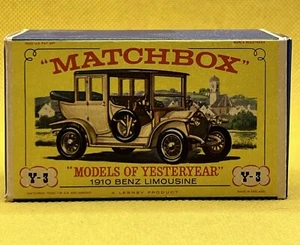 "MATCHBOX"
"MODELS OF YESTERYEAR"
Y-3 1910 BENZ LIMOUSINE Y-3
A LESNEY PRODUCT